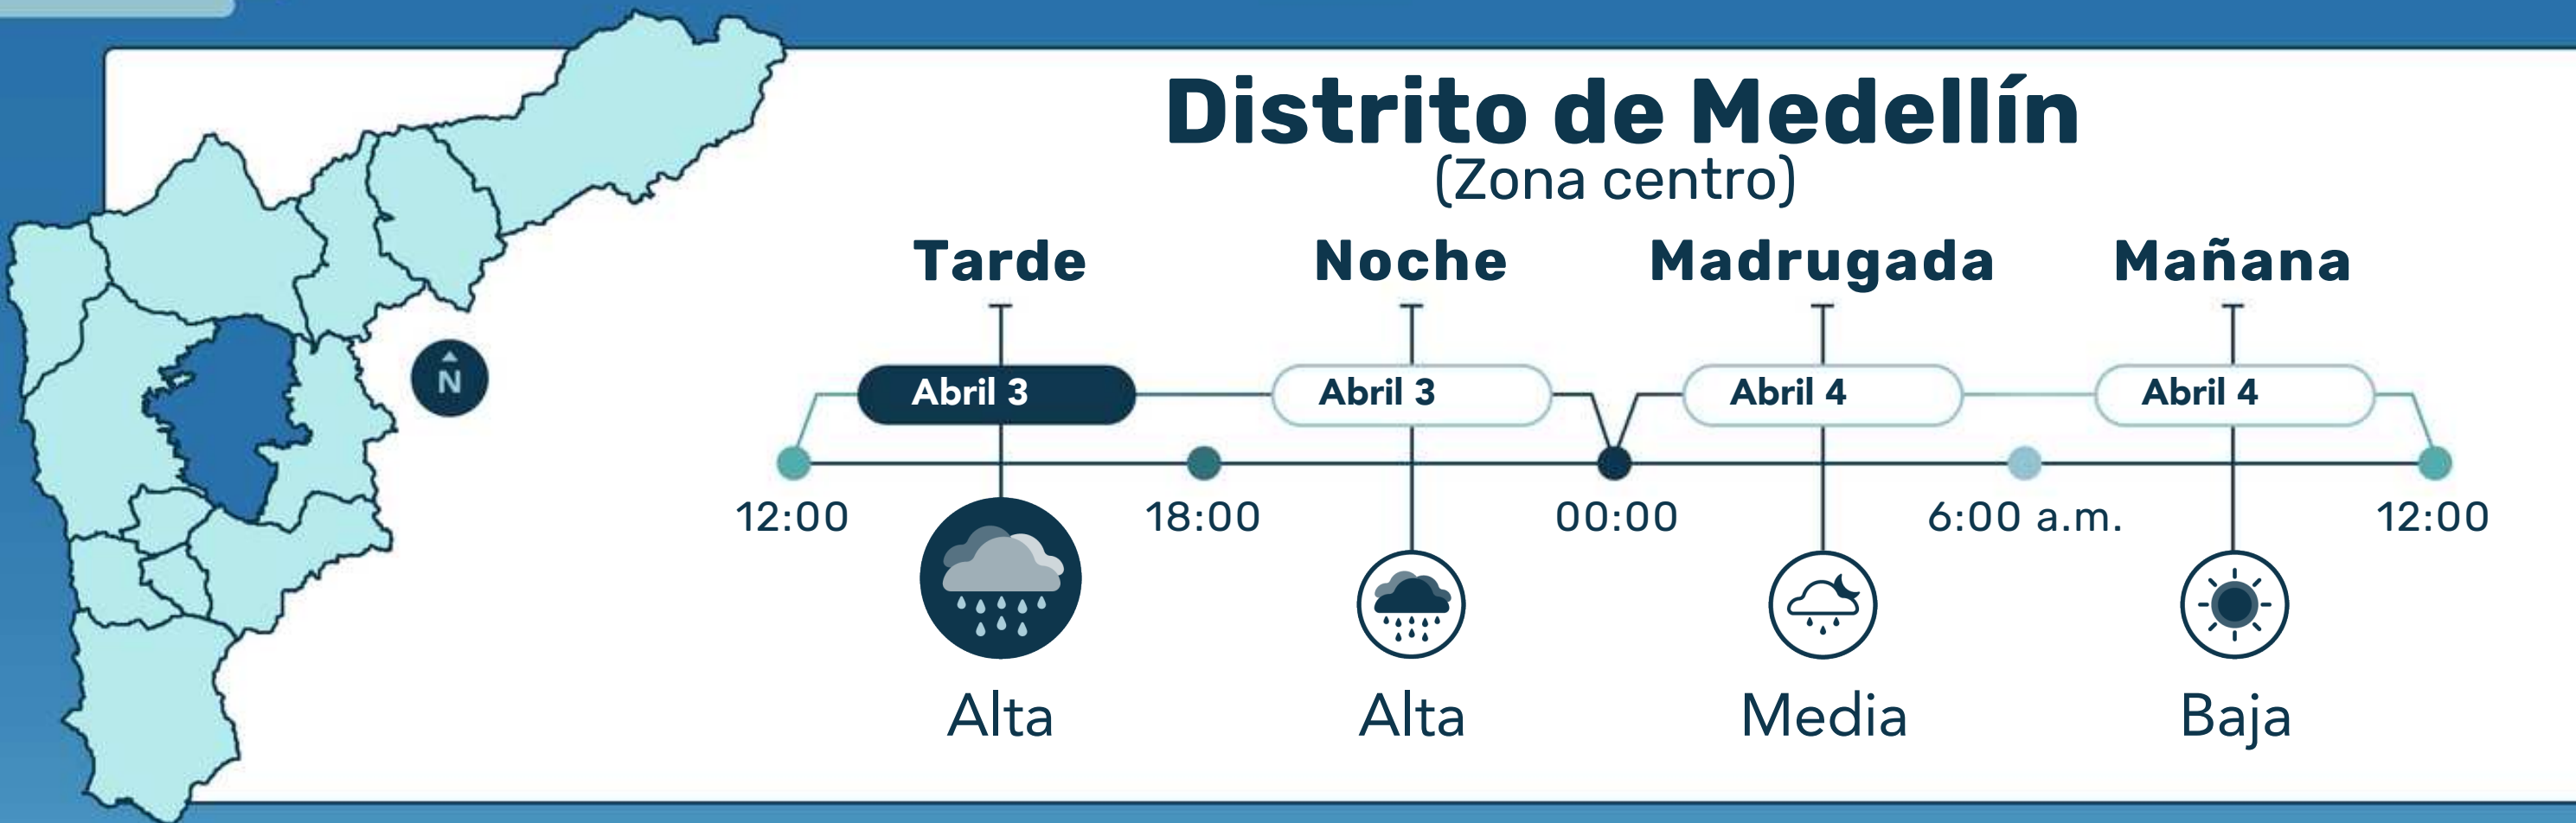 Distrito de Medellín
(Zona centro)
Tarde Noche Madrugada Mañana
Abril 3 Abril 3 Abril 4 Abril 4
N
12:00 18:00 00:00 6:00 a.m. 12:00
Alta Alta Media Baja